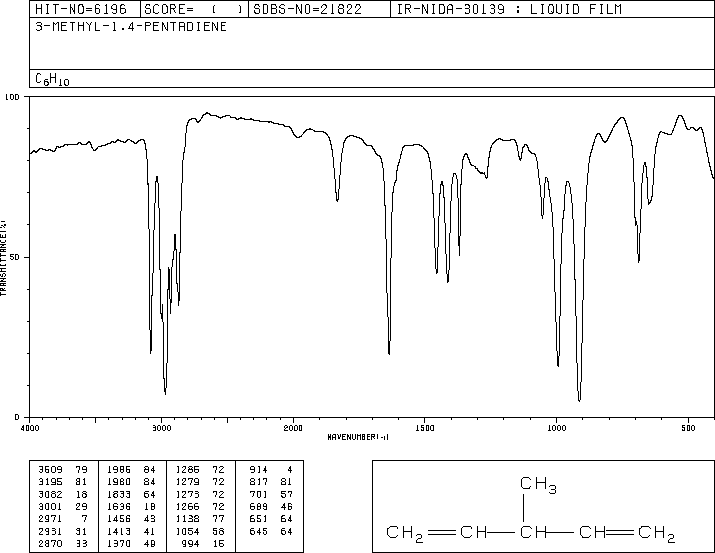 HIT-NO=6196 SCORE= ( ) SDBS-NO=21822 IR-NIDA-30139 : LIQUID FILM
3-METHYL-1.4-PENTADIENE
C6H10
100
50
0
TRANSMITTANCE(%)
4000 3000 2000 1500 1000 500
WAVENUMBER(-1)
3609 79 1986 84 1286 72 914 4
3195 81 1980 84 1279 72 817 81
3082 18 1833 64 1273 72 701 57
3001 29 1636 18 1266 72 689 46
2971 7 1456 43 1138 77 651 64
2931 31 1413 41 1054 58 645 64
2870 33 1370 49 994 15
CH3
CH2 CH CH CH CH2